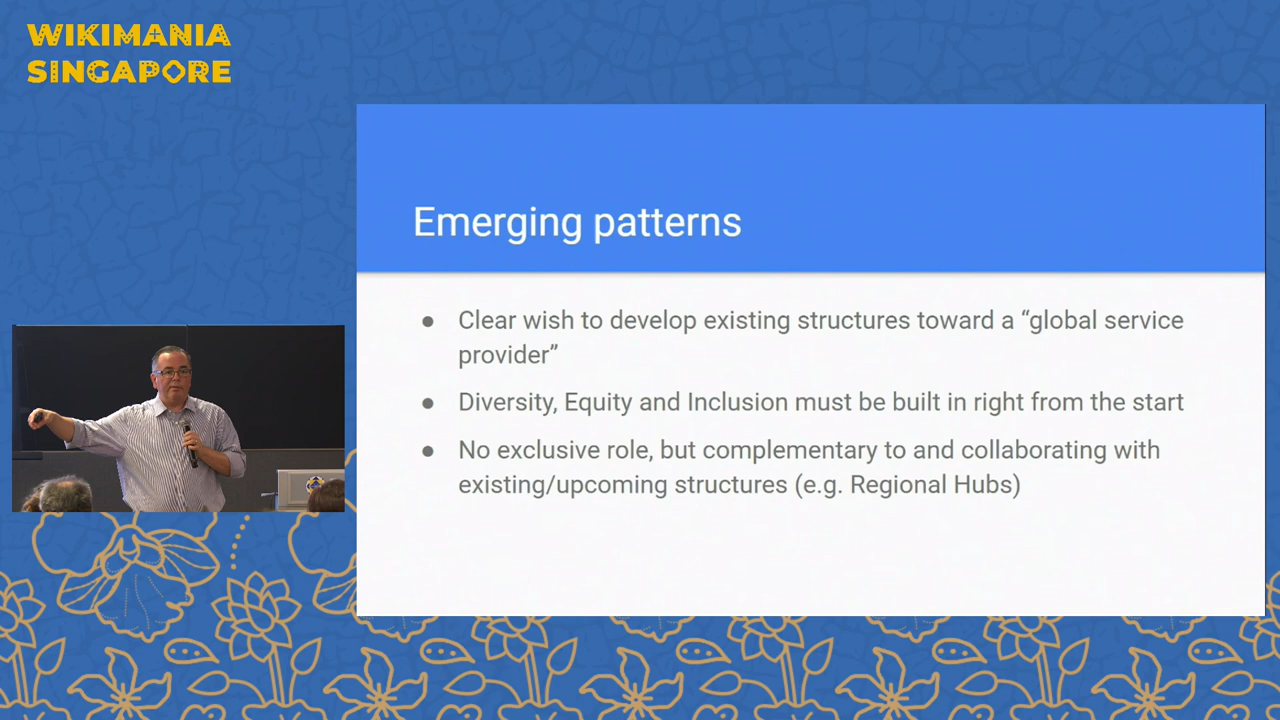 WIKIMANIA
SINGAPORE
Emerging patterns
● Clear wish to develop existing structures toward a “global service
provider”
● Diversity, Equity and Inclusion must be built in right from the start
● No exclusive role, but complementary to and collaborating with
existing/upcoming structures (e.g. Regional Hubs)